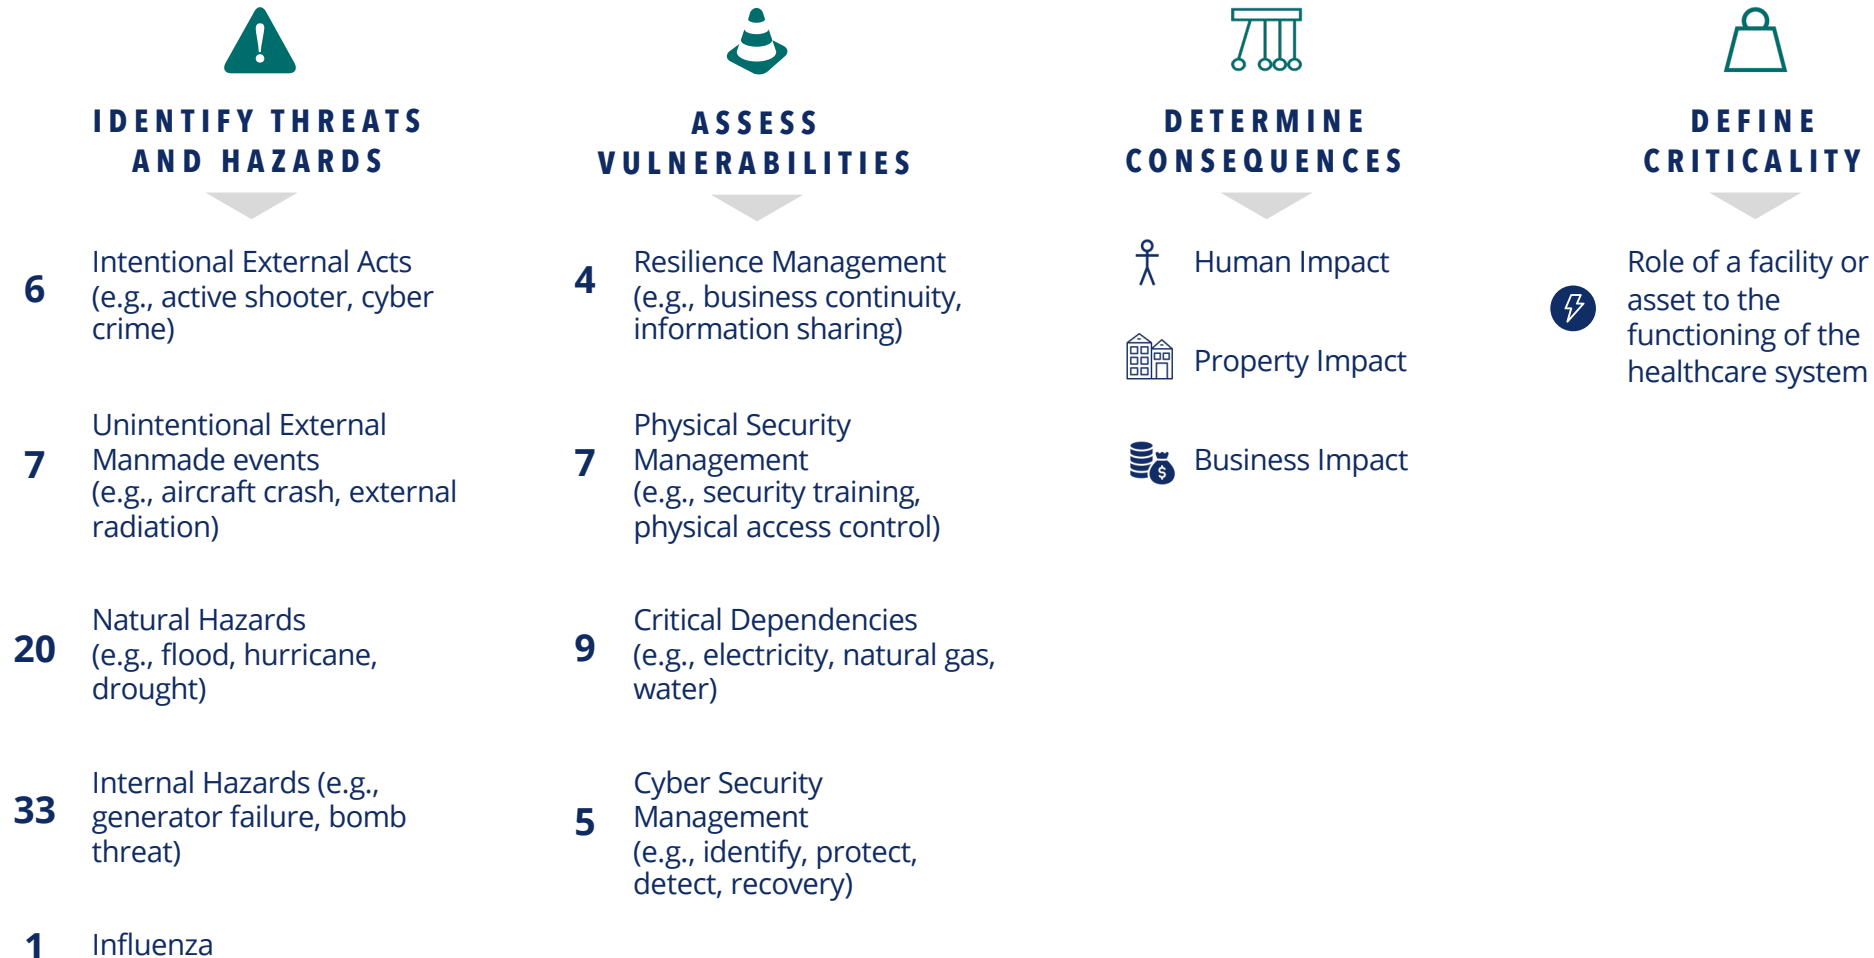 IDENTIFY THREATS
AND HAZARDS
6
Intentional External Acts
(e.g., active shooter, cyber
crime)
7
Unintentional External
Manmade events
(e.g., aircraft crash, external
radiation)
20
Natural Hazards
(e.g., flood, hurricane,
drought)
33
Internal Hazards (e.g.,
generator failure, bomb
threat)
1
Influenza
ASSESS
VULNERABILITIES
4
Resilience Management
(e.g., business continuity,
information sharing)
7
Physical Security
Management
(e.g., security training,
physical access control)
9
Critical Dependencies
(e.g., electricity, natural gas,
water)
5
Cyber Security
Management
(e.g., identify, protect,
detect, recovery)
DETERMINE
CONSEQUENCES
Human Impact
Property Impact
$
Business Impact
DEFINE
CRITICALITY
Role of a facility or
asset to the
functioning of the
healthcare system